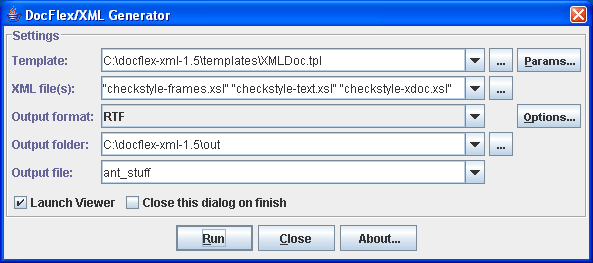 DocFlex/XML Generator
Settings
Template: C:\docflex-xml-1.5\templates\XMLDoc.tpl ... Params...
XML file(s): "checkstyle-frames.xsl" "checkstyle-text.xsl" "checkstyle-xdoc.xsl" ...
Output format: RTF Options...
Output folder: C:\docflex-xml-1.5\out ...
Output file: ant_stuff
Launch Viewer Close this dialog on finish
Run Close About...